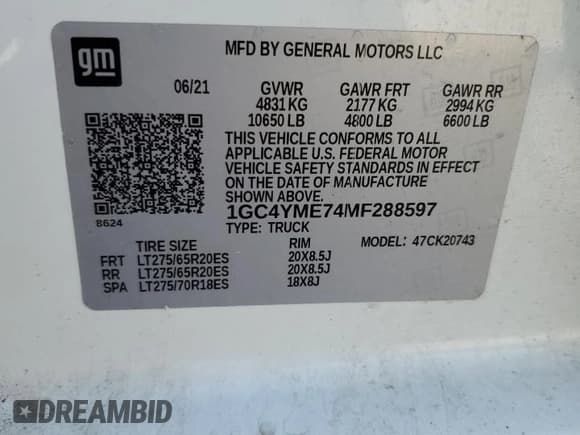 gm
MFD BY GENERAL MOTORS LLC
06/21 GVWR GAWR FRT GAWR RR
4831 KG 2177 KG 2994 KG
10650 LB 4800 LB 6600 LB
THIS VEHICLE CONFORMS TO ALL
APPLICABLE U.S. FEDERAL MOTOR
VEHICLE SAFETY STANDARDS IN EFFECT
ON THE DATE OF MANUFACTURE
SHOWN ABOVE.
8624
1GC4YME74MF288597
TYPE: TRUCK MODEL: 47CK20743
TIRE SIZE RIM
FRT LT275/65R20ES 20X8.5J
RR LT275/65R20ES 20X8.5J
SPA LT275/70R18ES 18X8J
DREAMBID